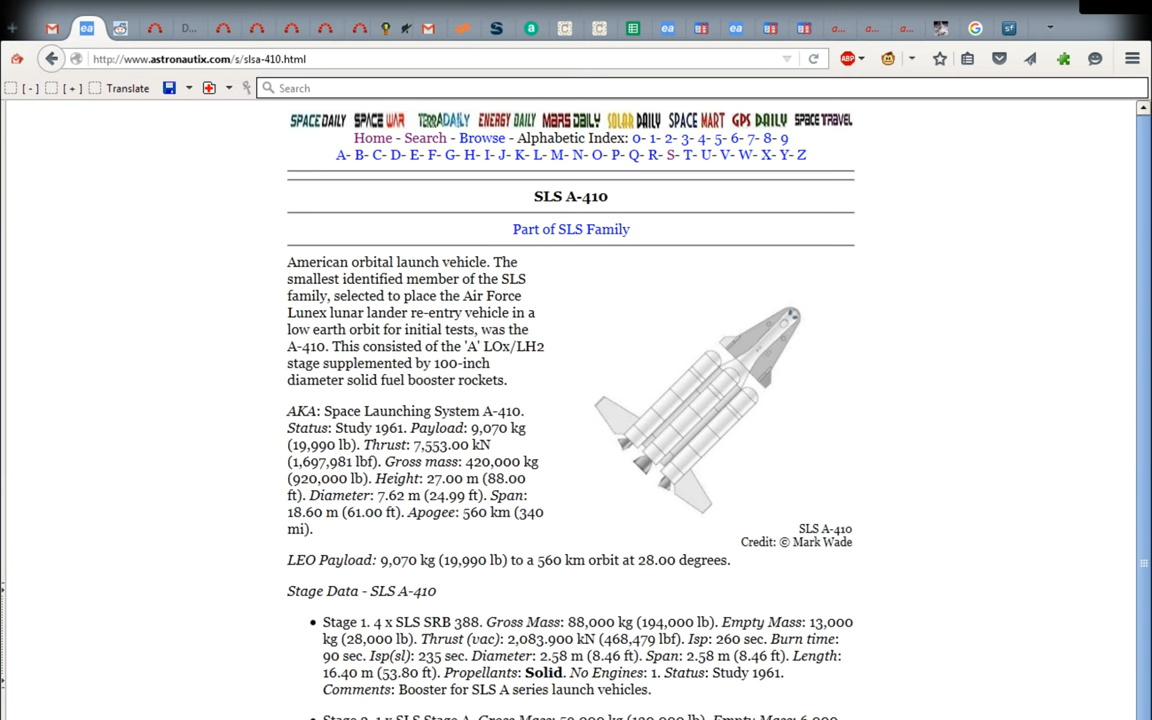 http://www.astronautix.com/s/slsa-410.html
ABP
[-] [+] Translate Search
SPACE DAILY SPACE WAR TERRADAILY ENERGY DAILY MARS DAILY SOLAR DAILY SPACE MART GPS DAILY SPACE TRAVEL
Home - Search - Browse - Alphabetic Index: 0- 1- 2- 3- 4- 5- 6- 7- 8- 9
A- B- C- D- E- F- G- H- I- J- K- L- M- N- O- P- Q- R- S- T- U- V- W- X- Y- Z
SLS A-410
Part of SLS Family
American orbital launch vehicle. The
smallest identified member of the SLS
family, selected to place the Air Force
Lunex lunar lander re-entry vehicle in a
low earth orbit for initial tests, was the
A-410. This consisted of the 'A' LOx/LH2
stage supplemented by 100-inch
diameter solid fuel booster rockets.
AKA: Space Launching System A-410.
Status: Study 1961. Payload: 9,070 kg
(19,990 lb). Thrust: 7,553.00 kN
(1,697,981 lbf). Gross mass: 420,000 kg
(920,000 lb). Height: 27.00 m (88.00
ft). Diameter: 7.62 m (24.99 ft). Span:
18.60 m (61.00 ft). Apogee: 560 km (340
mi).
SLS A-410
Credit: © Mark Wade
LEO Payload: 9,070 kg (19,990 lb) to a 560 km orbit at 28.00 degrees.
Stage Data - SLS A-410
Stage 1. 4 x SLS SRB 388. Gross Mass: 88,000 kg (194,000 lb). Empty Mass: 13,000
kg (28,000 lb). Thrust (vac): 2,083.900 kN (468,479 lbf). Isp: 260 sec. Burn time:
90 sec. Isp(sl): 235 sec. Diameter: 2.58 m (8.46 ft). Span: 2.58 m (8.46 ft). Length:
16.40 m (53.80 ft). Propellants: Solid. No Engines: 1. Status: Study 1961.
Comments: Booster for SLS A series launch vehicles.